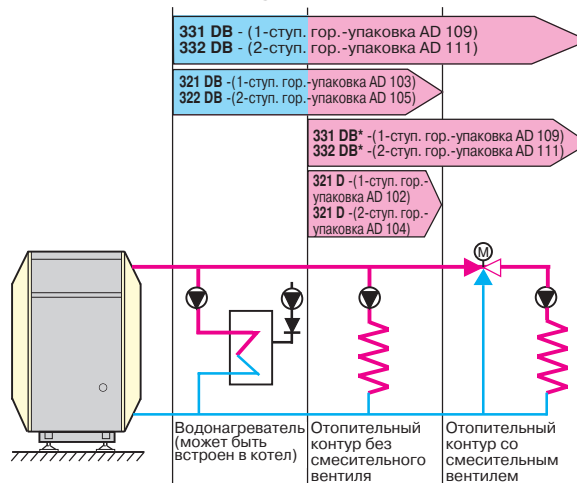 331 DB - (1-ступ. гор.-упаковка AD 109)
332 DB - (2-ступ. гор.-упаковка AD 111)
321 DB -(1-ступ. гор.-упаковка AD 103)
322 DB -(2-ступ. гор.-упаковка AD 105)
331 DB* -(1-ступ. гор.-упаковка AD 109)
332 DB* -(2-ступ. гор.-упаковка AD 111)
321 D -(1-ступ. гор.-
упаковка AD 102)
321 D -(2-ступ. гор.-
упаковка AD 104)
M
Водонагреватель
(может быть
встроен в котел)
Отопительный
контур без
смесительного
вентиля
Отопительный
контур со
смесительным
вентилем